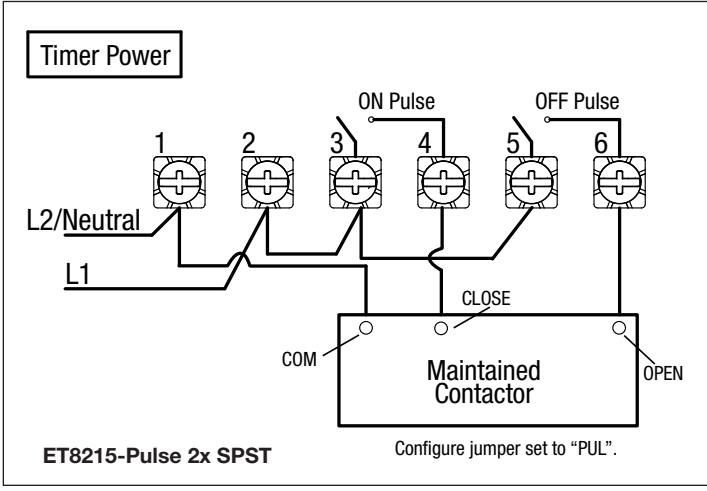 Timer Power
ON Pulse
OFF Pulse
1
2
3
4
5
6
L2/Neutral
L1
CLOSE
COM
OPEN
Maintained
Contactor
ET8215-Pulse 2x SPST
Configure jumper set to “PUL”.